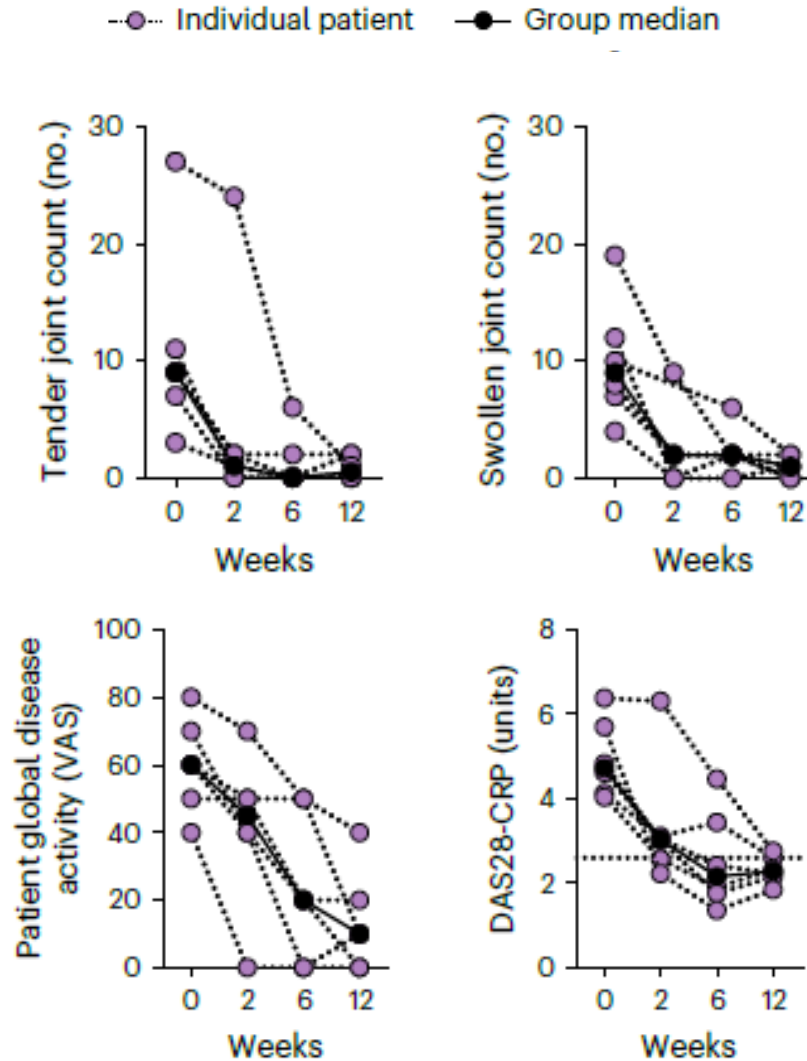 Individual patient
Group median
Tender joint count (no.)
30
20
10
0
0 2 6 12
Weeks
Swollen joint count (no.)
30
20
10
0
0 2 6 12
Weeks
Patient global disease
activity (VAS)
100
80
60
40
20
0
0 2 6 12
Weeks
DAS28-CRP (units)
8
6
4
2
0
0 2 6 12
Weeks